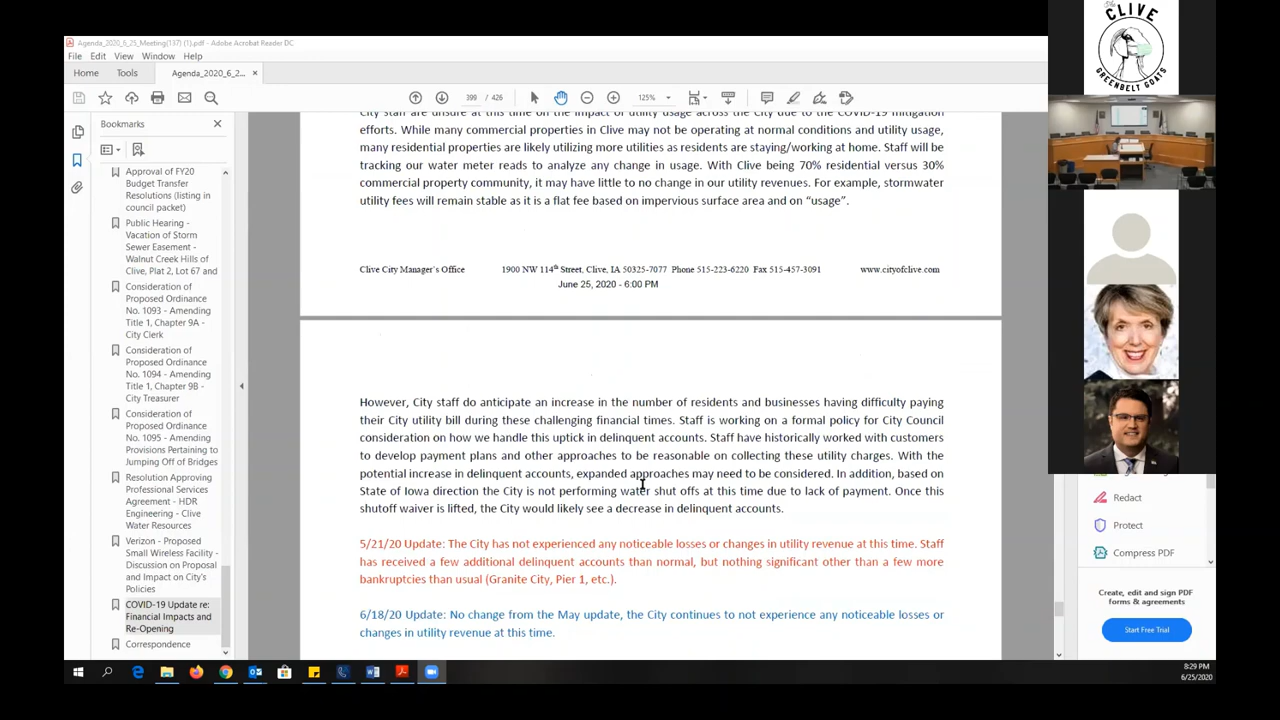 Agenda_2020_6_25_Meeting(137) (1).pdf - Adobe Acrobat Reader DC
File Edit View Window Help
Home Tools Agenda_2020_6_2... ×
399 / 426 125%
Bookmarks
Approval of FY20
Budget Transfer
Resolutions (listing in
council packet)
Public Hearing -
Vacation of Storm
Sewer Easement -
Walnut Creek Hills of
Clive, Plat 2, Lot 67 and
Consideration of
Proposed Ordinance
No. 1093 - Amending
Title 1, Chapter 9A -
City Clerk
Consideration of
Proposed Ordinance
No. 1094 - Amending
Title 1, Chapter 9B -
City Treasurer
Consideration of
Proposed Ordinance
No. 1095 - Amending
Provisions Pertaining to
Jumping Off of Bridges
Resolution Approving
Professional Services
Agreement - HDR
Engineering - Clive
Water Resources
Verizon - Proposed
Small Wireless Facility -
Discussion on Proposal
and Impact on City's
Policies
COVID-19 Update re:
Financial Impacts and
Re-Opening
Correspondence
City staff are unsure at this time on the impact of utility usage across the City due to the COVID-19 mitigation
efforts. While many commercial properties in Clive may not be operating at normal conditions and utility usage,
many residential properties are likely utilizing more utilities as residents are staying/working at home. Staff will be
tracking our water meter reads to analyze any change in usage. With Clive being 70% residential versus 30%
commercial property community, it may have little to no change in our utility revenues. For example, stormwater
utility fees will remain stable as it is a flat fee based on impervious surface area and on “usage”.
Clive City Manager's Office 1900 NW 114th Street, Clive, IA 50325-7077 Phone 515-223-6220 Fax 515-457-3091 www.cityofclive.com
June 25, 2020 - 6:00 PM
However, City staff do anticipate an increase in the number of residents and businesses having difficulty paying
their City utility bill during these challenging financial times. Staff is working on a formal policy for City Council
consideration on how we handle this uptick in delinquent accounts. Staff have historically worked with customers
to develop payment plans and other approaches to be reasonable on collecting these utility charges. With the
potential increase in delinquent accounts, expanded approaches may need to be considered. In addition, based on
State of Iowa direction the City is not performing water shut offs at this time due to lack of payment. Once this
shutoff waiver is lifted, the City would likely see a decrease in delinquent accounts.
5/21/20 Update: The City has not experienced any noticeable losses or changes in utility revenue at this time. Staff
has received a few additional delinquent accounts than normal, but nothing significant other than a few more
bankruptcies than usual (Granite City, Pier 1, etc.).
6/18/20 Update: No change from the May update, the City continues to not experience any noticeable losses or
changes in utility revenue at this time.
The
CLIVE
GREENBELT GOATS
Redact
Protect
Compress PDF
Create, edit and sign PDF
forms & agreements
Start Free Trial
8:29 PM
6/25/2020